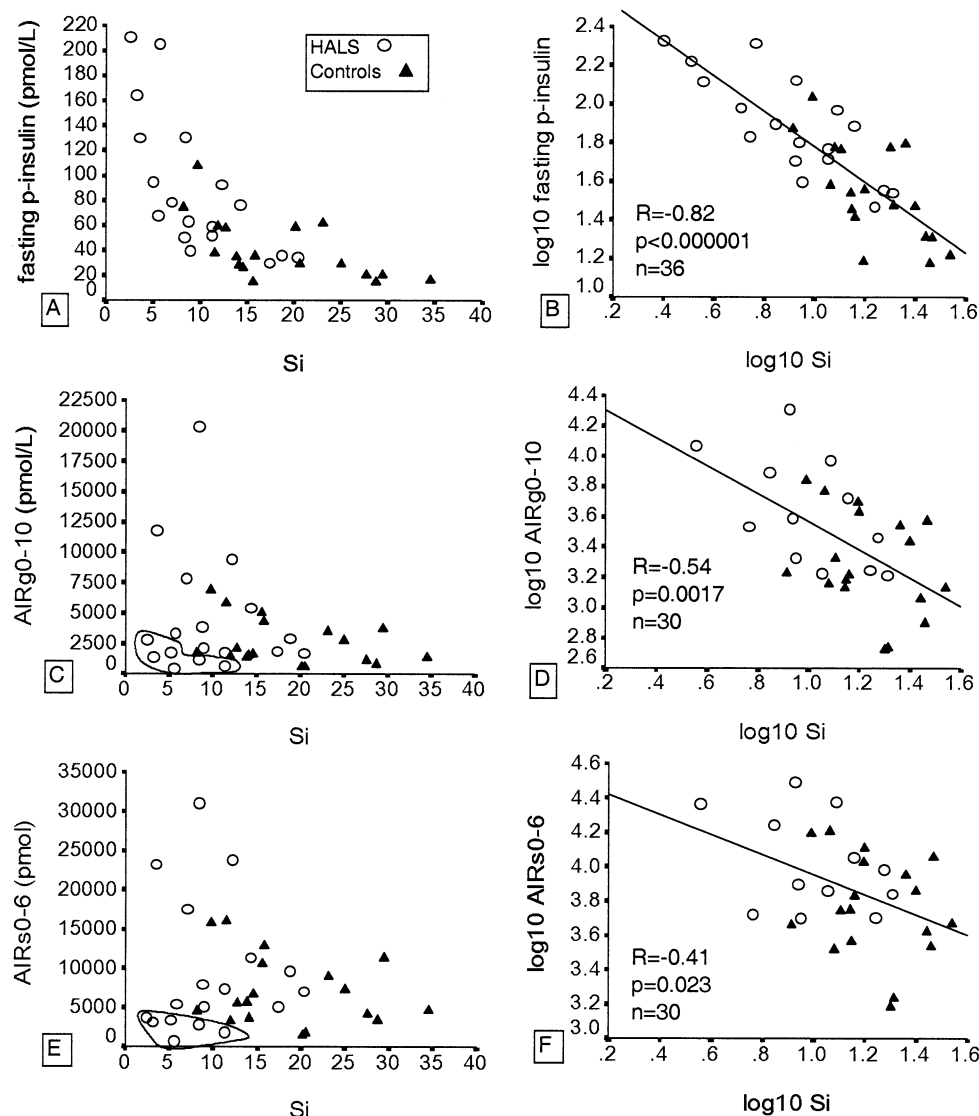 220
200
180
160
140
120
100
80
60
40
20
0
fasting p-insulin (pmol/L)
HALS
Controls
A
0 5 10 15 20 25 30 35 40
Si
2.4
2.2
2.0
1.8
1.6
1.4
1.2
1.0
log10 fasting p-insulin
R=-0.82
p<0.000001
n=36
B
.2 .4 .6 .8 1.0 1.2 1.4 1.6
log10 Si
22500
20000
17500
15000
12500
10000
7500
5000
2500
0
AIRg0-10 (pmol/L)
C
0 5 10 15 20 25 30 35 40
Si
4.4
4.0
3.8
3.6
3.4
3.2
3.0
2.8
2.6
log10 AIRg0-10
R=-0.54
p=0.0017
n=30
D
.2 .4 .6 .8 1.0 1.2 1.4 1.6
log10 Si
35000
30000
25000
20000
15000
10000
5000
0
AIRs0-6 (pmol)
E
0 5 10 15 20 25 30 35 40
Si
4.6
4.4
4.2
4.0
3.8
3.6
3.4
3.2
3.0
log10 AIRs0-6
R=-0.41
p=0.023
n=30
F
.2 .4 .6 .8 1.0 1.2 1.4 1.6
log10 Si